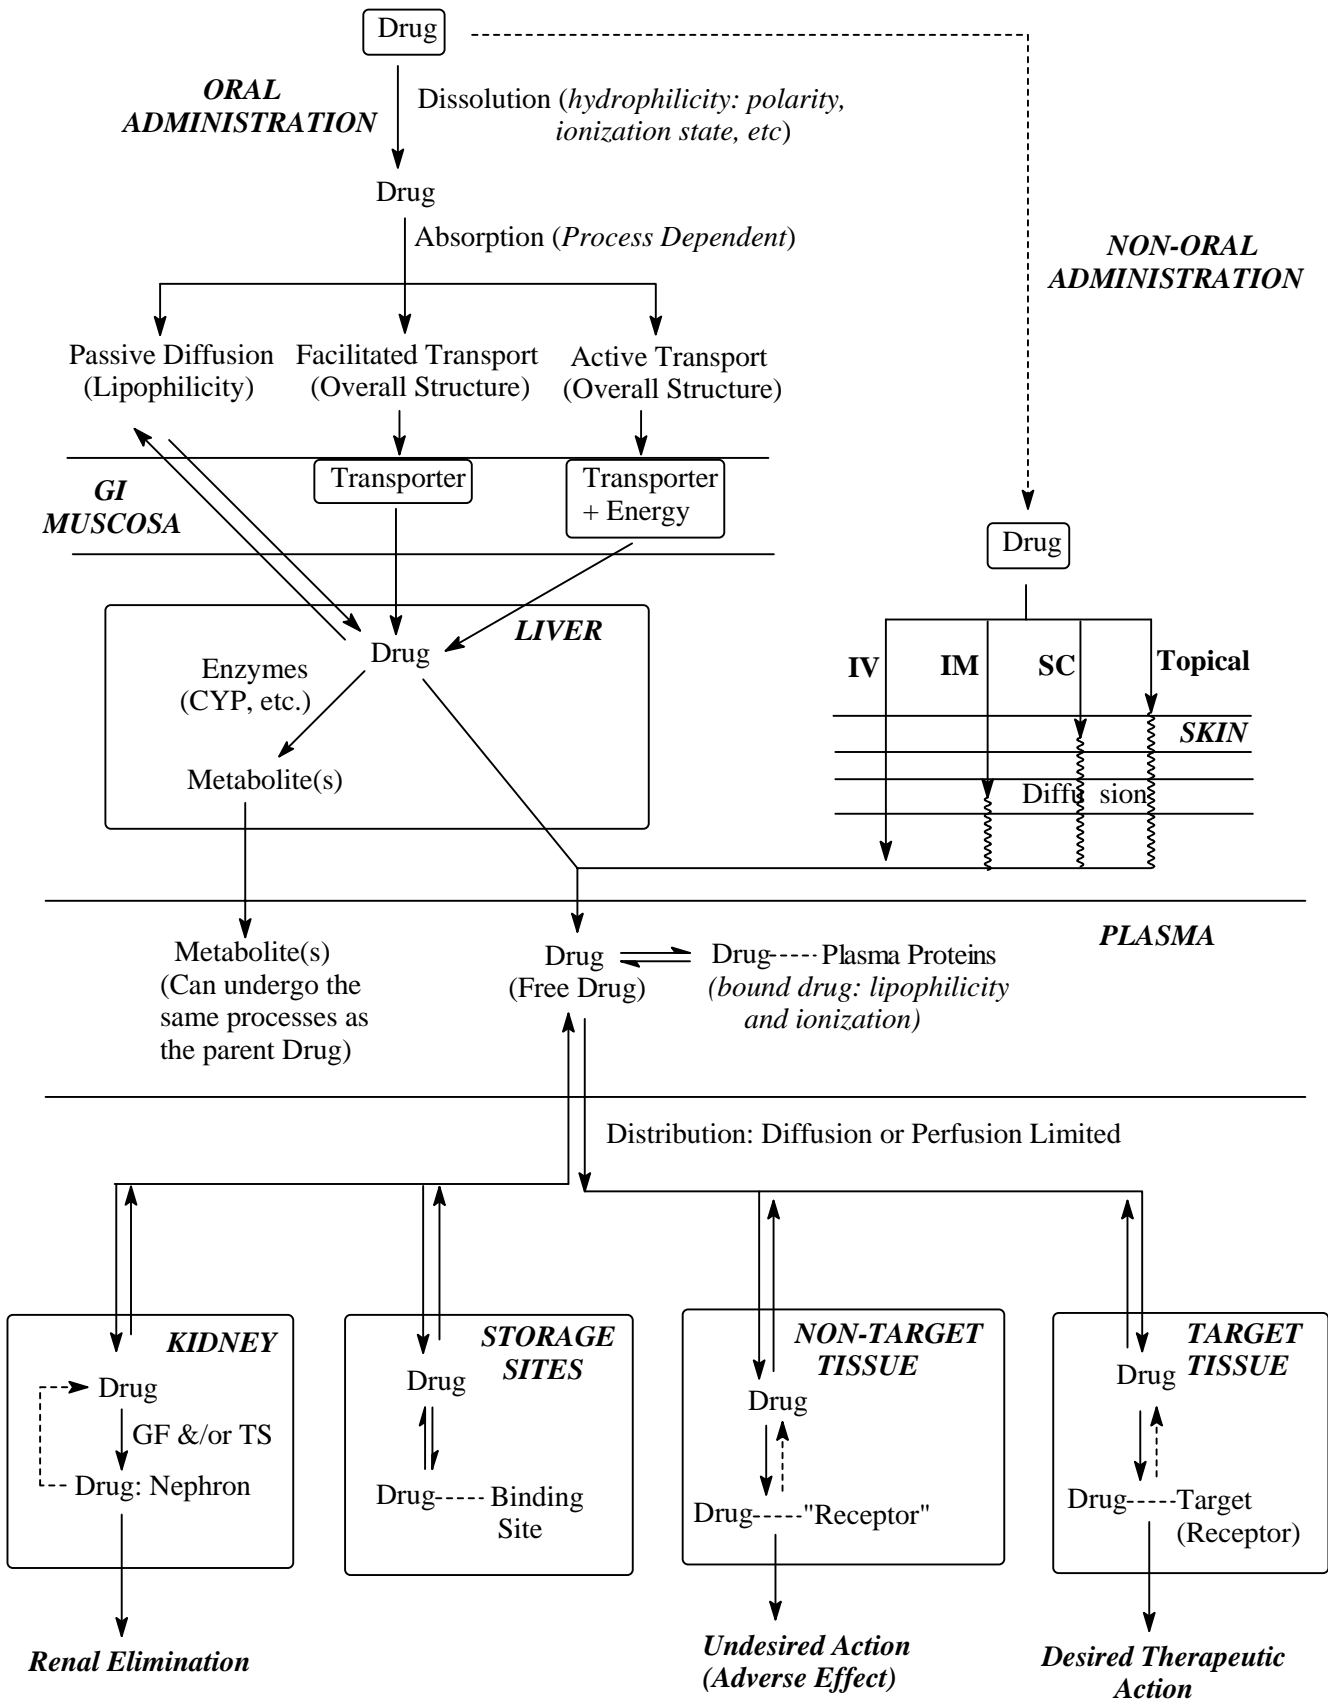 Drug
ORAL
ADMINISTRATION
Dissolution (hydrophilicity: polarity,
ionization state, etc)
Drug
Absorption (Process Dependent)
NON-ORAL
ADMINISTRATION
Passive Diffusion
(Lipophilicity)
Facilitated Transport
(Overall Structure)
Active Transport
(Overall Structure)
GI
MUSCOSA
Transporter
Transporter
+ Energy
Drug
LIVER
Drug
Enzymes
(CYP, etc.)
Metabolite(s)
IV
IM
SC
Topical
SKIN
Diffu sion
PLASMA
Metabolite(s)
(Can undergo the
same processes as
the parent Drug)
Drug
(Free Drug)
Drug----- Plasma Proteins
(bound drug: lipophilicity
and ionization)
Distribution: Diffusion or Perfusion Limited
KIDNEY
Drug
GF &/or TS
Drug: Nephron
STORAGE
SITES
Drug
Drug----- Binding
Site
NON-TARGET
TISSUE
Drug
Drug-----"Receptor"
TARGET
TISSUE
Drug
Drug-----Target
(Receptor)
Renal Elimination
Undesired Action
(Adverse Effect)
Desired Therapeutic
Action